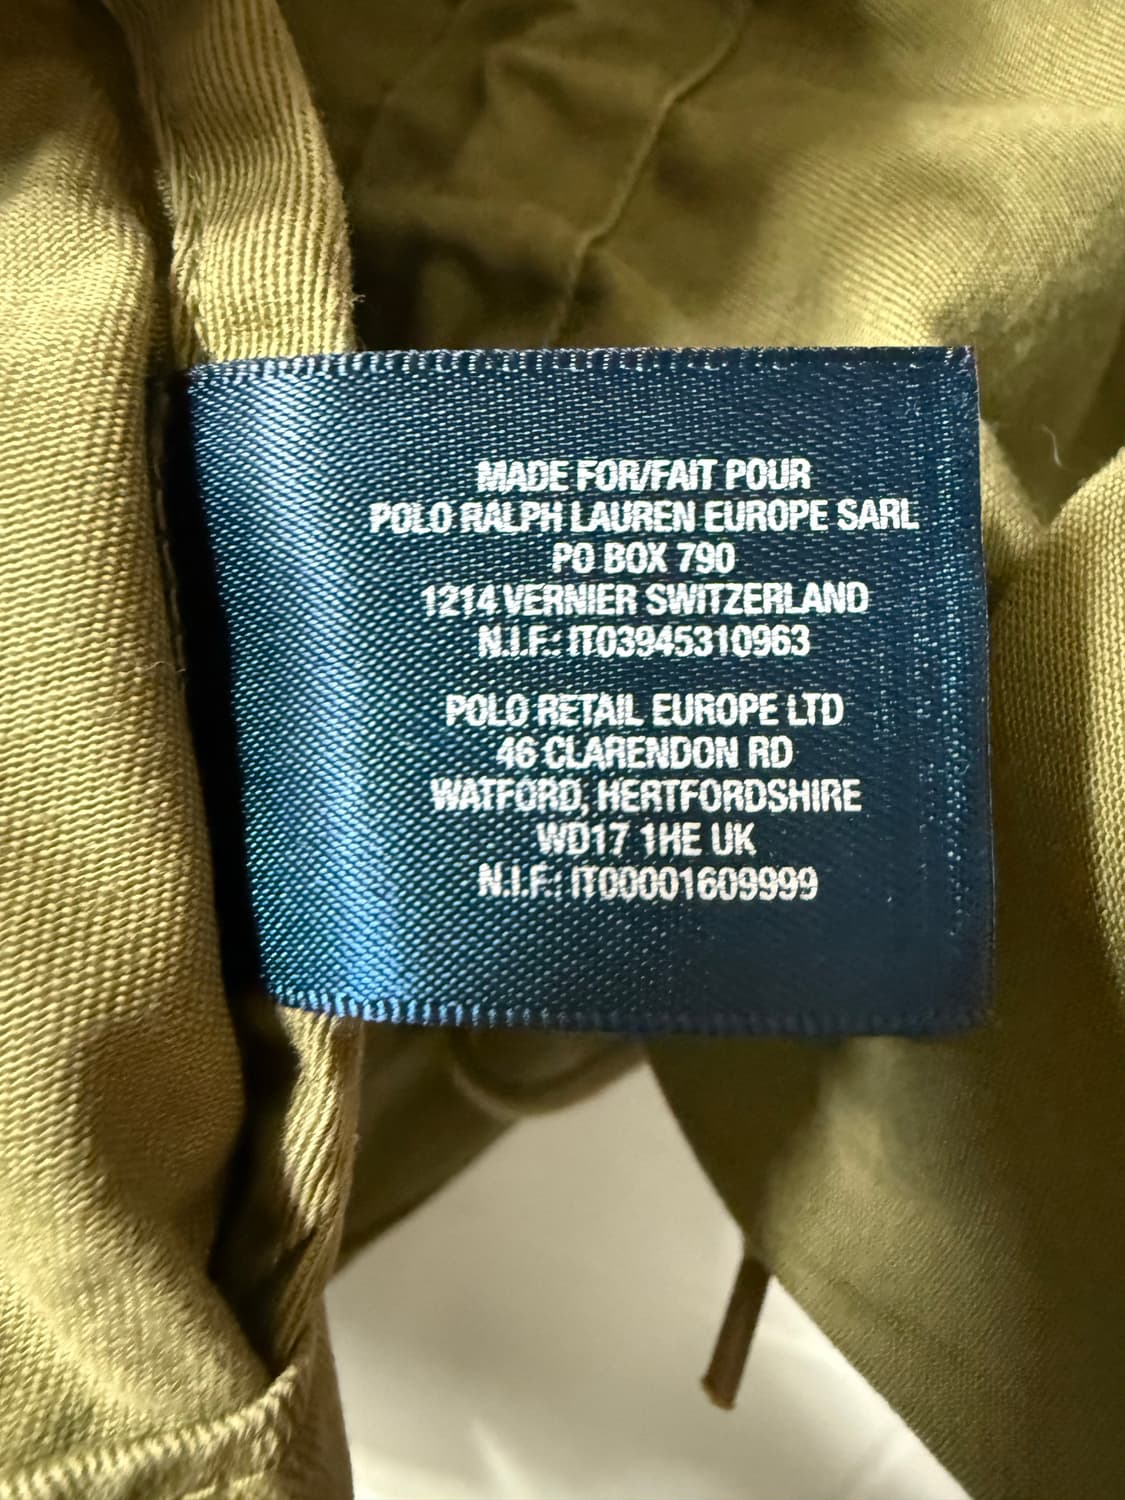 MADE FOR/FAIT POUR
POLO RALPH LAUREN EUROPE SARL
PO BOX 790
1214 VERNIER SWITZERLAND
N.I.F.: IT03945310963
POLO RETAIL EUROPE LTD
46 CLARENDON RD
WATFORD, HERTFORDSHIRE
WD17 1HE UK
N.I.F.: IT00001609999